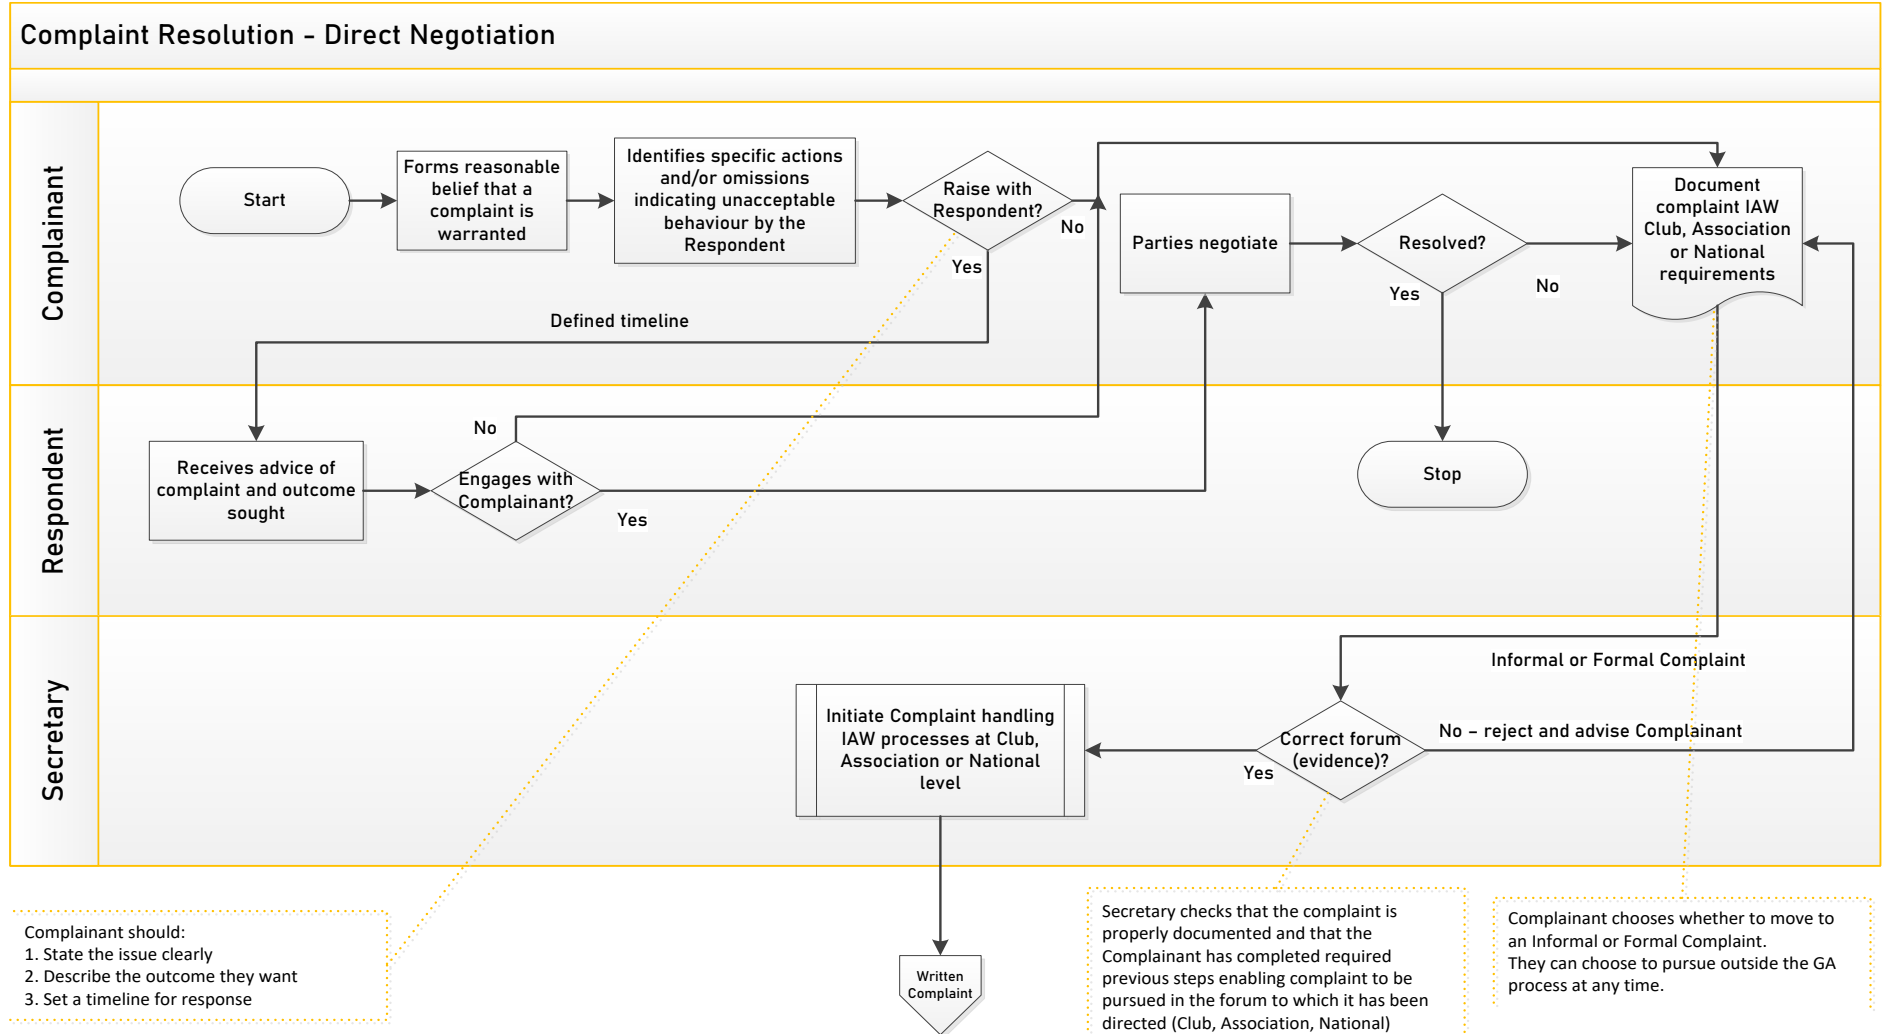 Complaint Resolution - Direct Negotiation
Complainant
Start
Forms reasonable
belief that a
complaint is
warranted
Identifies specific actions
and/or omissions
indicating unacceptable
behaviour by the
Respondent
Raise with
Respondent?
No
Yes
Defined timeline
Parties negotiate
Resolved?
Yes
No
Document
complaint IAW
Club, Association
or National
requirements
Respondent
Receives advice of
complaint and outcome
sought
No
Engages with
Complainant?
Yes
Stop
Secretary
Informal or Formal Complaint
Initiate Complaint handling
IAW processes at Club,
Association or National
level
Correct forum
(evidence)?
Yes
No – reject and advise Complainant
Written
Complaint
Complainant should:
1. State the issue clearly
2. Describe the outcome they want
3. Set a timeline for response
Secretary checks that the complaint is
properly documented and that the
Complainant has completed required
previous steps enabling complaint to be
pursued in the forum to which it has been
directed (Club, Association, National)
Complainant chooses whether to move to
an Informal or Formal Complaint.
They can choose to pursue outside the GA
process at any time.